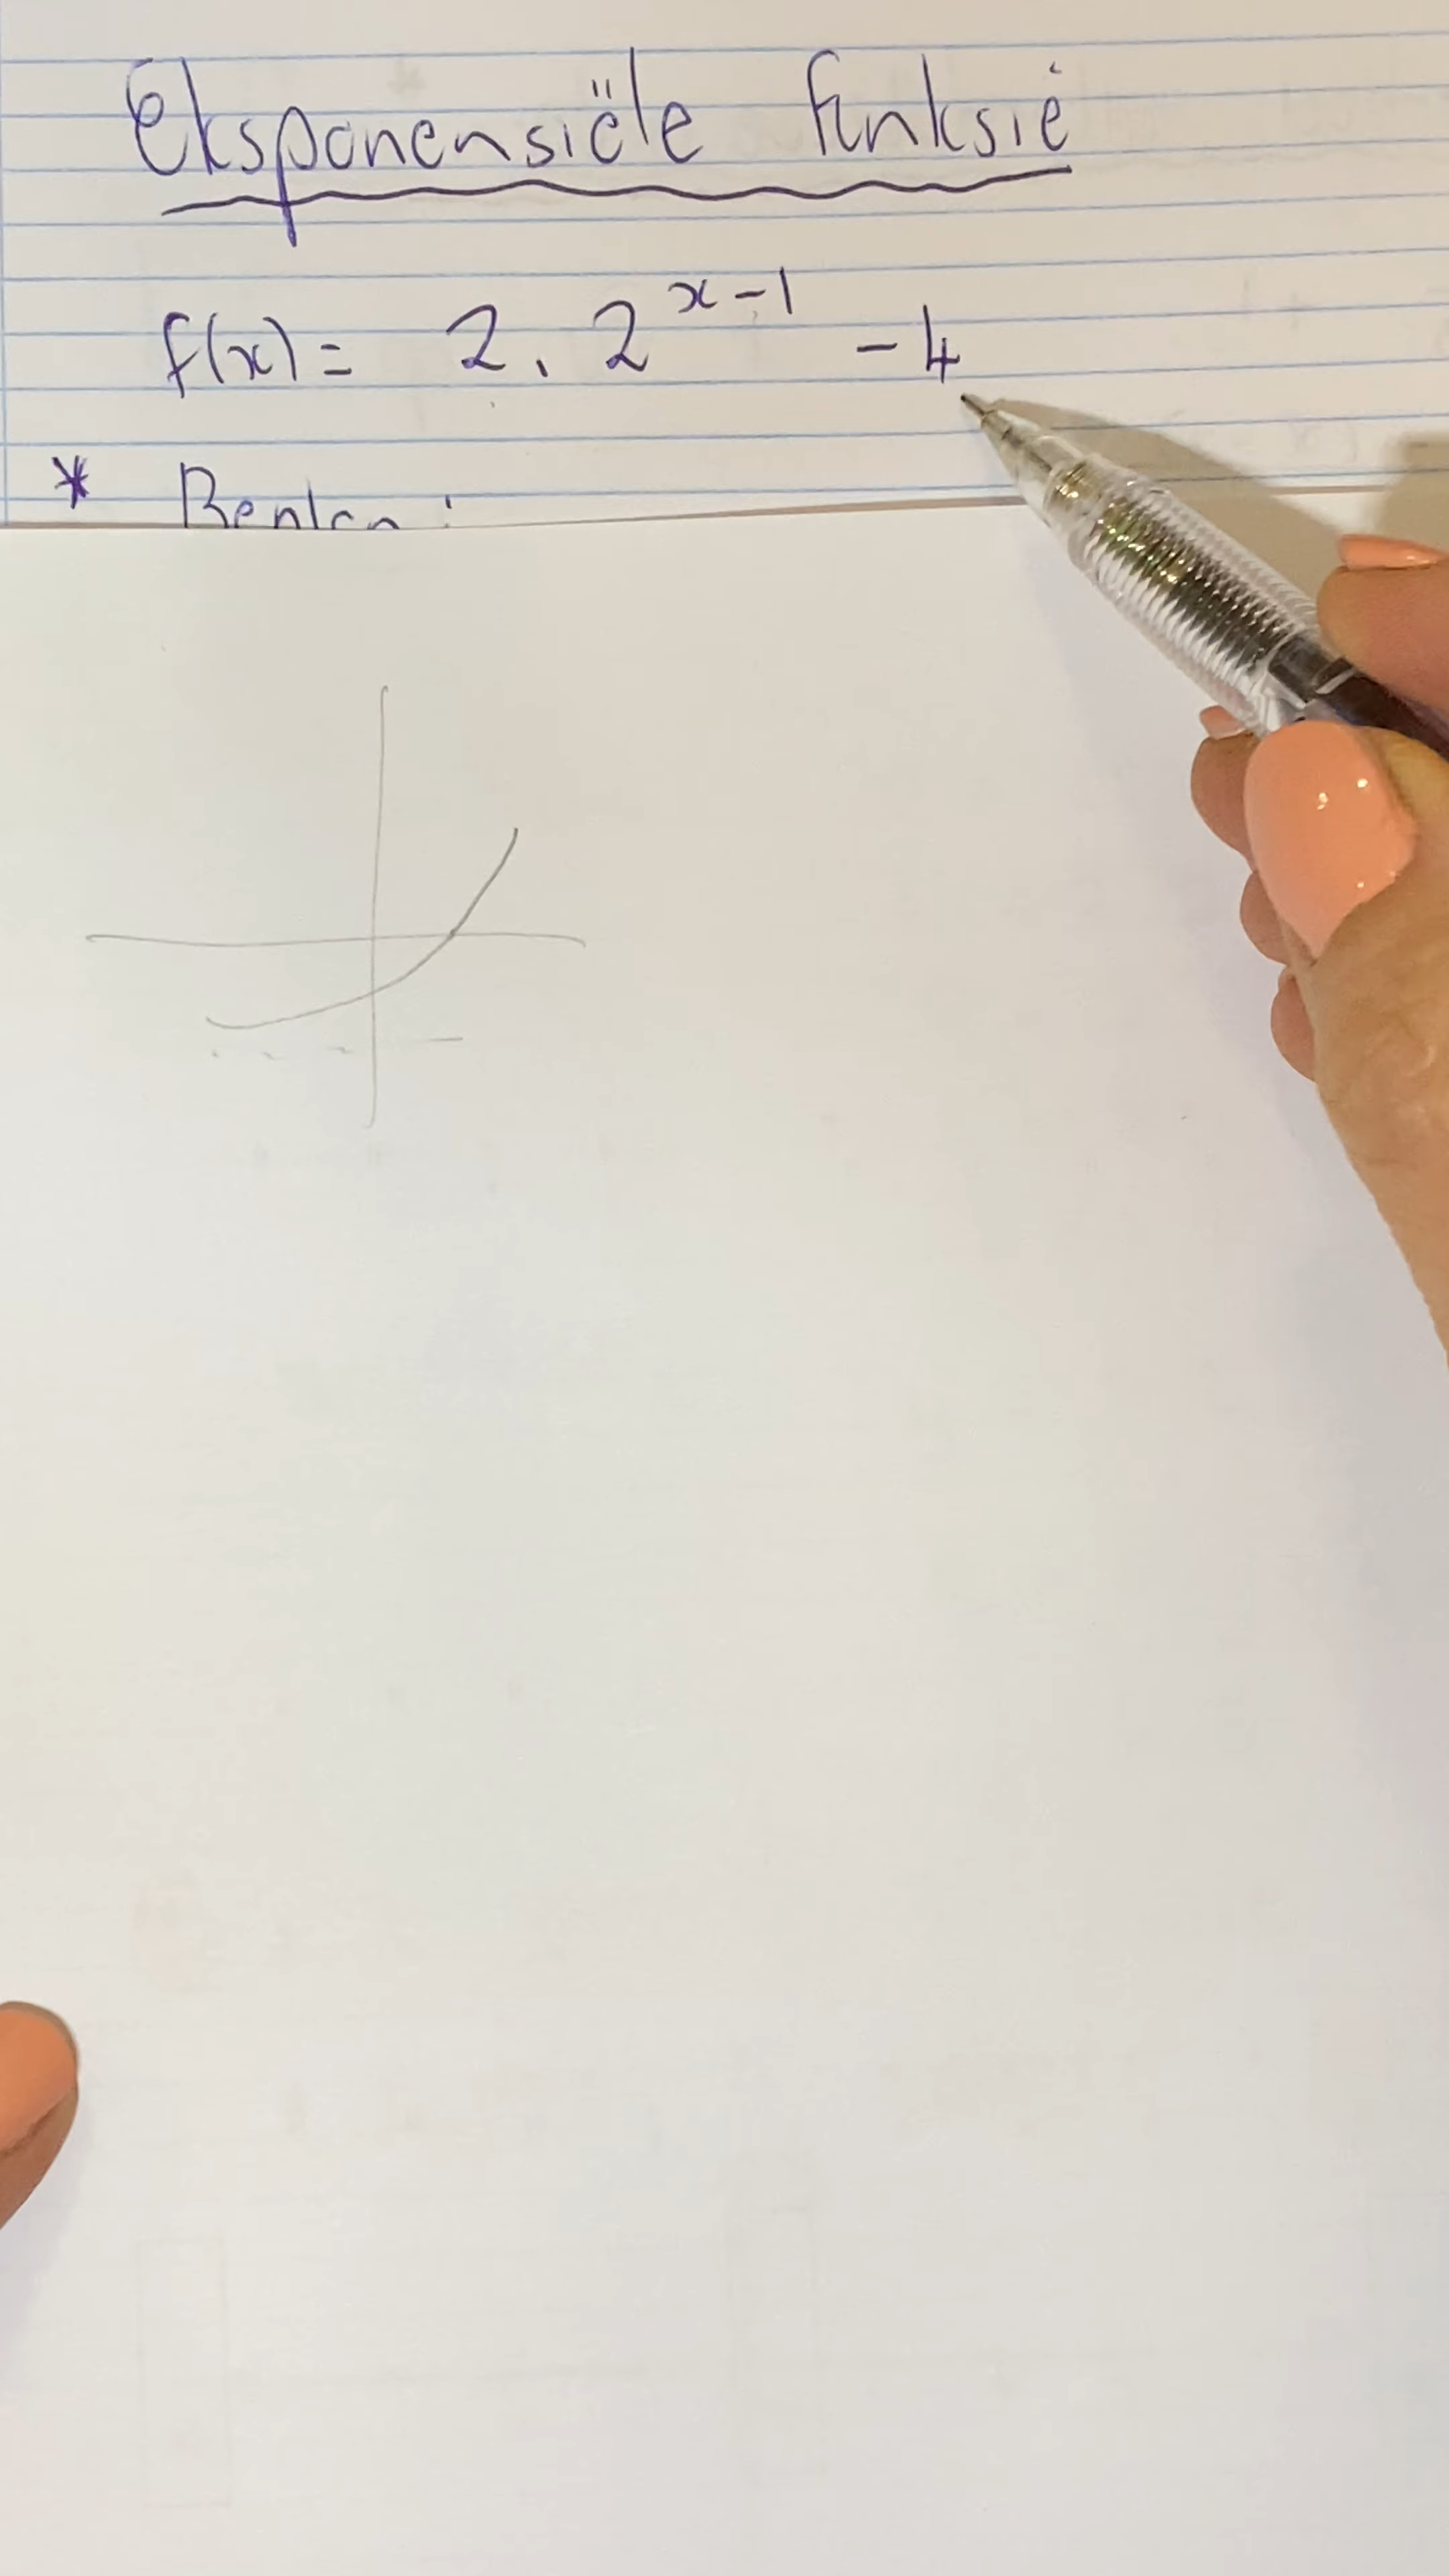 Eksponensiële funksie
f(x) = 2 . 2^{x-1} - 4
*